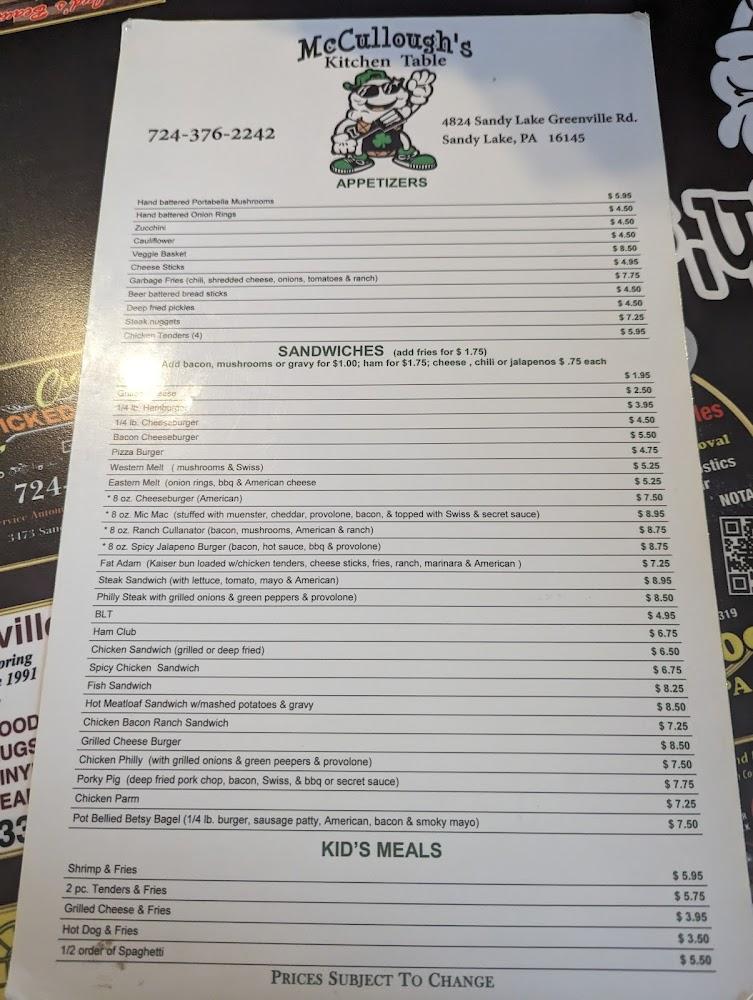 McCullough's
Kitchen Table
724-376-2242
4824 Sandy Lake Greenville Rd.
Sandy Lake, PA 16145
APPETIZERS
Hand battered Portabella Mushrooms $ 5.95
Hand battered Onion Rings $ 4.50
Zucchini $ 4.50
Cauliflower $ 4.50
Veggie Basket $ 8.50
Cheese Sticks $ 4.95
Garbage Fries (chili, shredded cheese, onions, tomatoes & ranch) $ 7.75
Beer battered bread sticks $ 4.50
Deep fried pickles $ 4.50
Steak nuggets $ 7.25
Chicken Tenders (4) $ 5.95
SANDWICHES (add fries for $ 1.75)
Add bacon, mushrooms or gravy for $1.00; ham for $1.75; cheese , chili or jalapenos $ .75 each
$ 1.95
$ 2.50
1/4 lb. Hamburger $ 3.95
1/4 lb. Cheeseburger $ 4.50
Bacon Cheeseburger $ 5.50
Pizza Burger $ 4.75
Western Melt ( mushrooms & Swiss) $ 5.25
Eastern Melt (onion rings, bbq & American cheese $ 5.25
* 8 oz. Cheeseburger (American) $ 7.50
* 8 oz. Mic Mac (stuffed with muenster, cheddar, provolone, bacon, & topped with Swiss & secret sauce) $ 8.95
* 8 oz. Ranch Cullanator (bacon, mushrooms, American & ranch) $ 8.75
* 8 oz. Spicy Jalapeno Burger (bacon, hot sauce, bbq & provolone) $ 8.75
Fat Adam (Kaiser bun loaded w/chicken tenders, cheese sticks, fries, ranch, marinara & American ) $ 7.25
Steak Sandwich (with lettuce, tomato, mayo & American) $ 8.95
Philly Steak with grilled onions & green peppers & provolone) $ 8.50
BLT $ 4.95
Ham Club $ 6.75
Chicken Sandwich (grilled or deep fried) $ 6.50
Spicy Chicken Sandwich $ 6.75
Fish Sandwich $ 8.25
Hot Meatloaf Sandwich w/mashed potatoes & gravy $ 8.50
Chicken Bacon Ranch Sandwich $ 7.25
Grilled Cheese Burger $ 8.50
Chicken Philly (with grilled onions & green peepers & provolone) $ 7.50
Porky Pig (deep fried pork chop, bacon, Swiss, & bbq or secret sauce) $ 7.75
Chicken Parm $ 7.25
Pot Bellied Betsy Bagel (1/4 lb. burger, sausage patty, American, bacon & smoky mayo) $ 7.50
KID'S MEALS
Shrimp & Fries $ 5.95
2 pc. Tenders & Fries $ 5.75
Grilled Cheese & Fries $ 3.95
Hot Dog & Fries $ 3.50
1/2 order of Spaghetti $ 5.50
PRICES SUBJECT TO CHANGE
724-
1991
NOTA
319